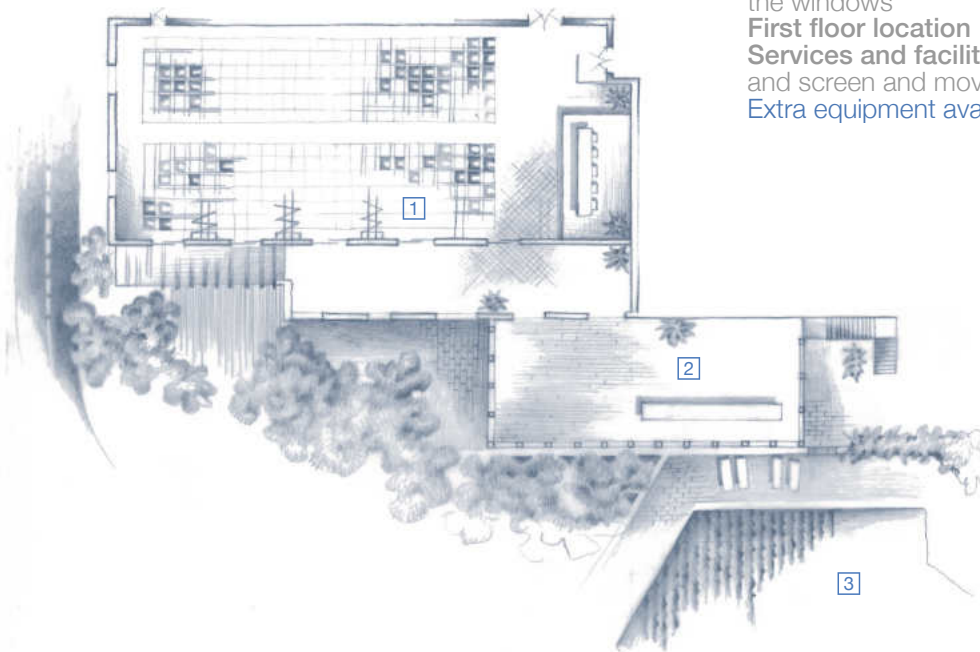 the windows
First floor location
Services and facilit
and screen and mov
Extra equipment ava
1
2
3